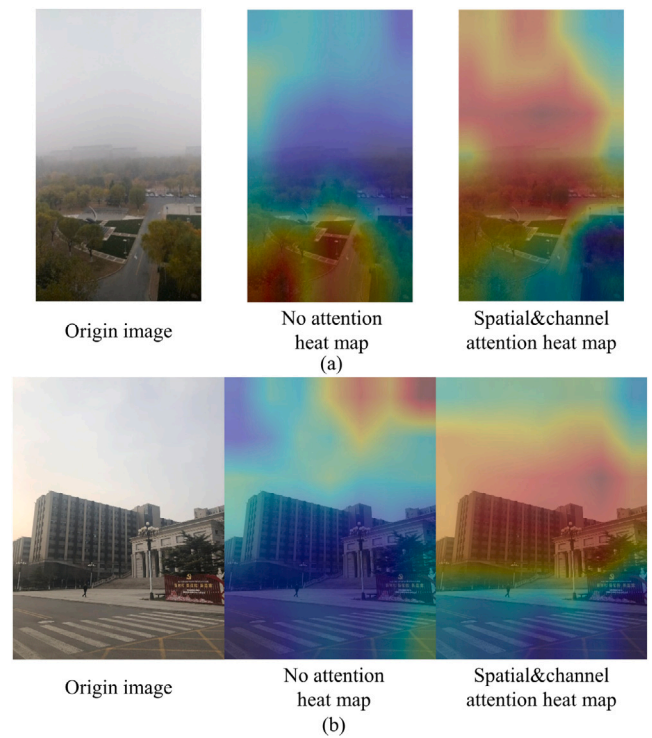 Origin image
No attention
heat map
Spatial&channel
attention heat map
(a)
Origin image
No attention
heat map
Spatial&channel
attention heat map
(b)